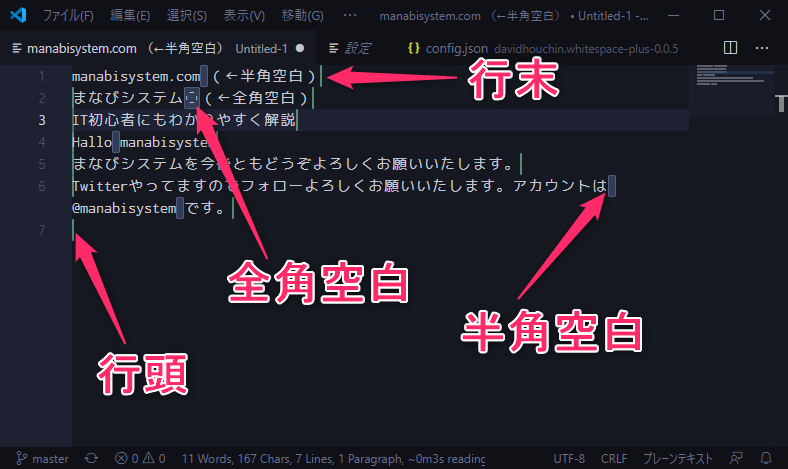 ファイル(F) 編集(E) 選択(S) 表示(V) 移動(G) ··· manabisystem.com （←半角空白） • Untitled-1 -...
manabisystem.com （←半角空白） Untitled-1 ● 設定 {} config.json davidhouchin.whitespace-plus-0.0.5 ···
1 manabisystem.com （←半角空白）
行末
2 まなびシステム　（←全角空白）
3 IT初心者にもわかりやすく解説
4 Hallo manabisystem
5 まなびシステムを今後ともどうぞよろしくお願いいたします。
6 Twitterやってますのでフォローよろしくお願いいたします。アカウントは
@manabisystem です。
7
全角空白
半角空白
行頭
master 0 0 11 Words, 167 Chars, 7 Lines, 1 Paragraph, ~0m3s reading UTF-8 CRLF プレーンテキスト